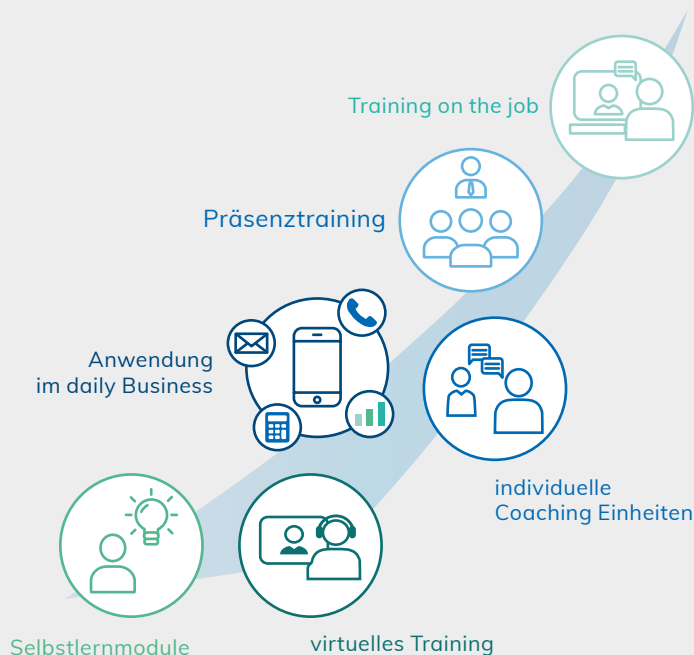 Training on the job
Präsenztraining
Anwendung
im daily Business
individuelle
Coaching Einheiten
Selbstlernmodule
virtuelles Training